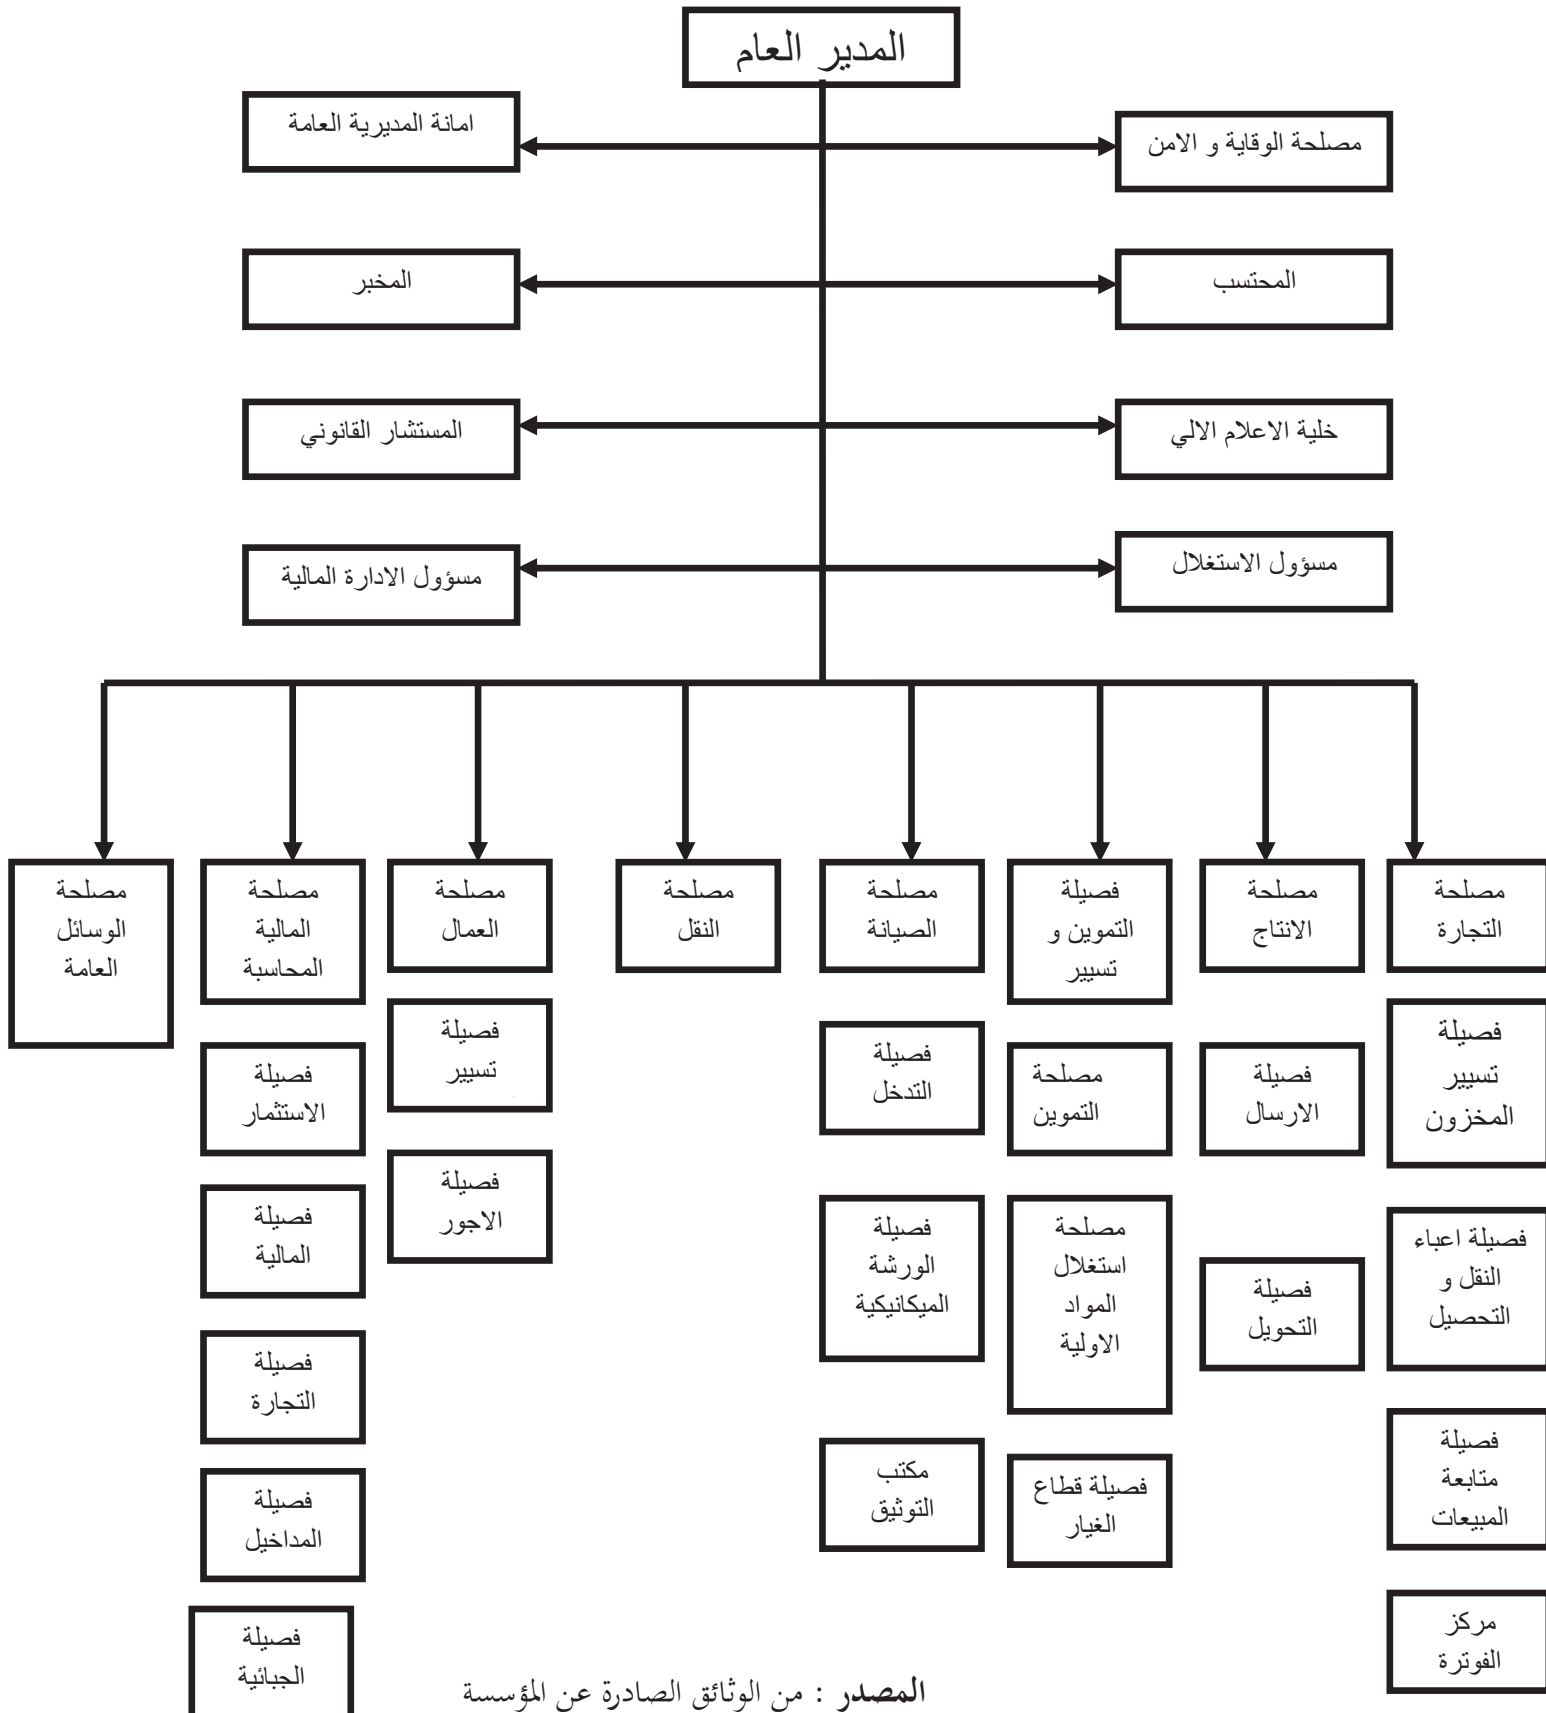 المدير العام
مصلحة الوقاية و الامن
امانة المديرية العامة
المحتسب
المخبر
خلية الاعلام الالي
المستشار القانوني
مسؤول الاستغلال
مسؤول الادارة المالية
مصلحة
التجارة
فصيلة
تسيير
المخزون
فصيلة اعباء
النقل و
التحصيل
فصيلة
متابعة
المبيعات
مركز
الفوترة
مصلحة
الانتاج
فصيلة
الارسال
فصيلة
التحويل
فصيلة
التموين و
تسيير
مصلحة
التموين
مصلحة
استغلال
المواد
الاولية
فصيلة قطاع
الغيار
مصلحة
الصيانة
فصيلة
التدخل
فصيلة
الورشة
الميكانيكية
مكتب
التوثيق
مصلحة
النقل
مصلحة
العمال
فصيلة
تسيير
فصيلة
الاجور
مصلحة
المالية
المحاسبة
فصيلة
الاستثمار
فصيلة
المالية
فصيلة
التجارة
فصيلة
المداخيل
فصيلة
الجبائية
مصلحة
الوسائل
العامة
المصدر : من الوثائق الصادرة عن المؤسسة